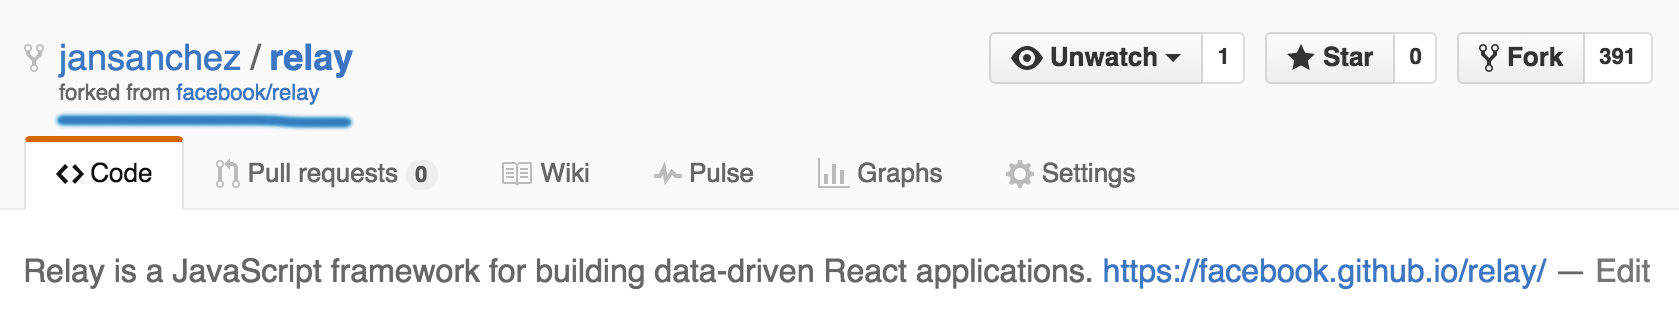 jansanchez / relay
forked from facebook/relay
Unwatch 1 Star 0 Fork 391
Code Pull requests 0 Wiki Pulse Graphs Settings
Relay is a JavaScript framework for building data-driven React applications. https://facebook.github.io/relay/ — Edit